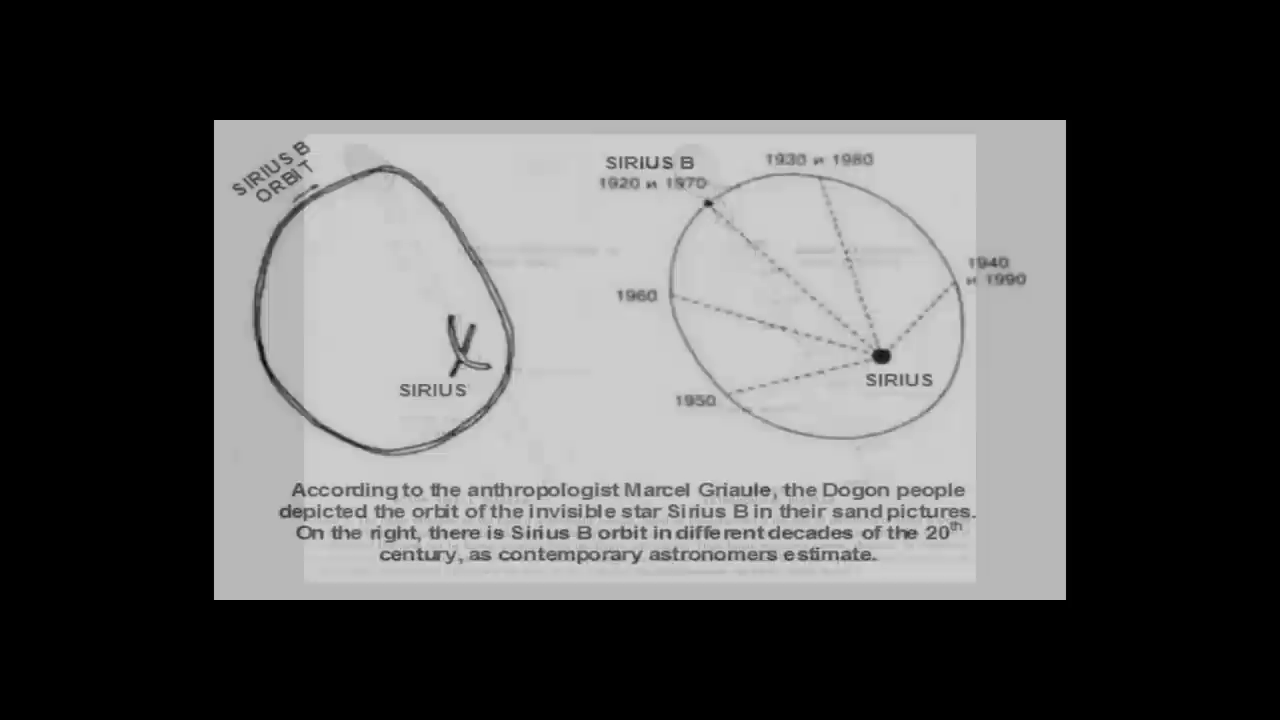 SIRIUS B
ORBIT
SIRIUS
SIRIUS B
1920 и 1970
1930 и 1980
1940
и 1990
1960
1950
SIRIUS
According to the anthropologist Marcel Griaule, the Dogon people
depicted the orbit of the invisible star Sirius B in their sand pictures.
On the right, there is Sirius B orbit in different decades of the 20th
century, as contemporary astronomers estimate.